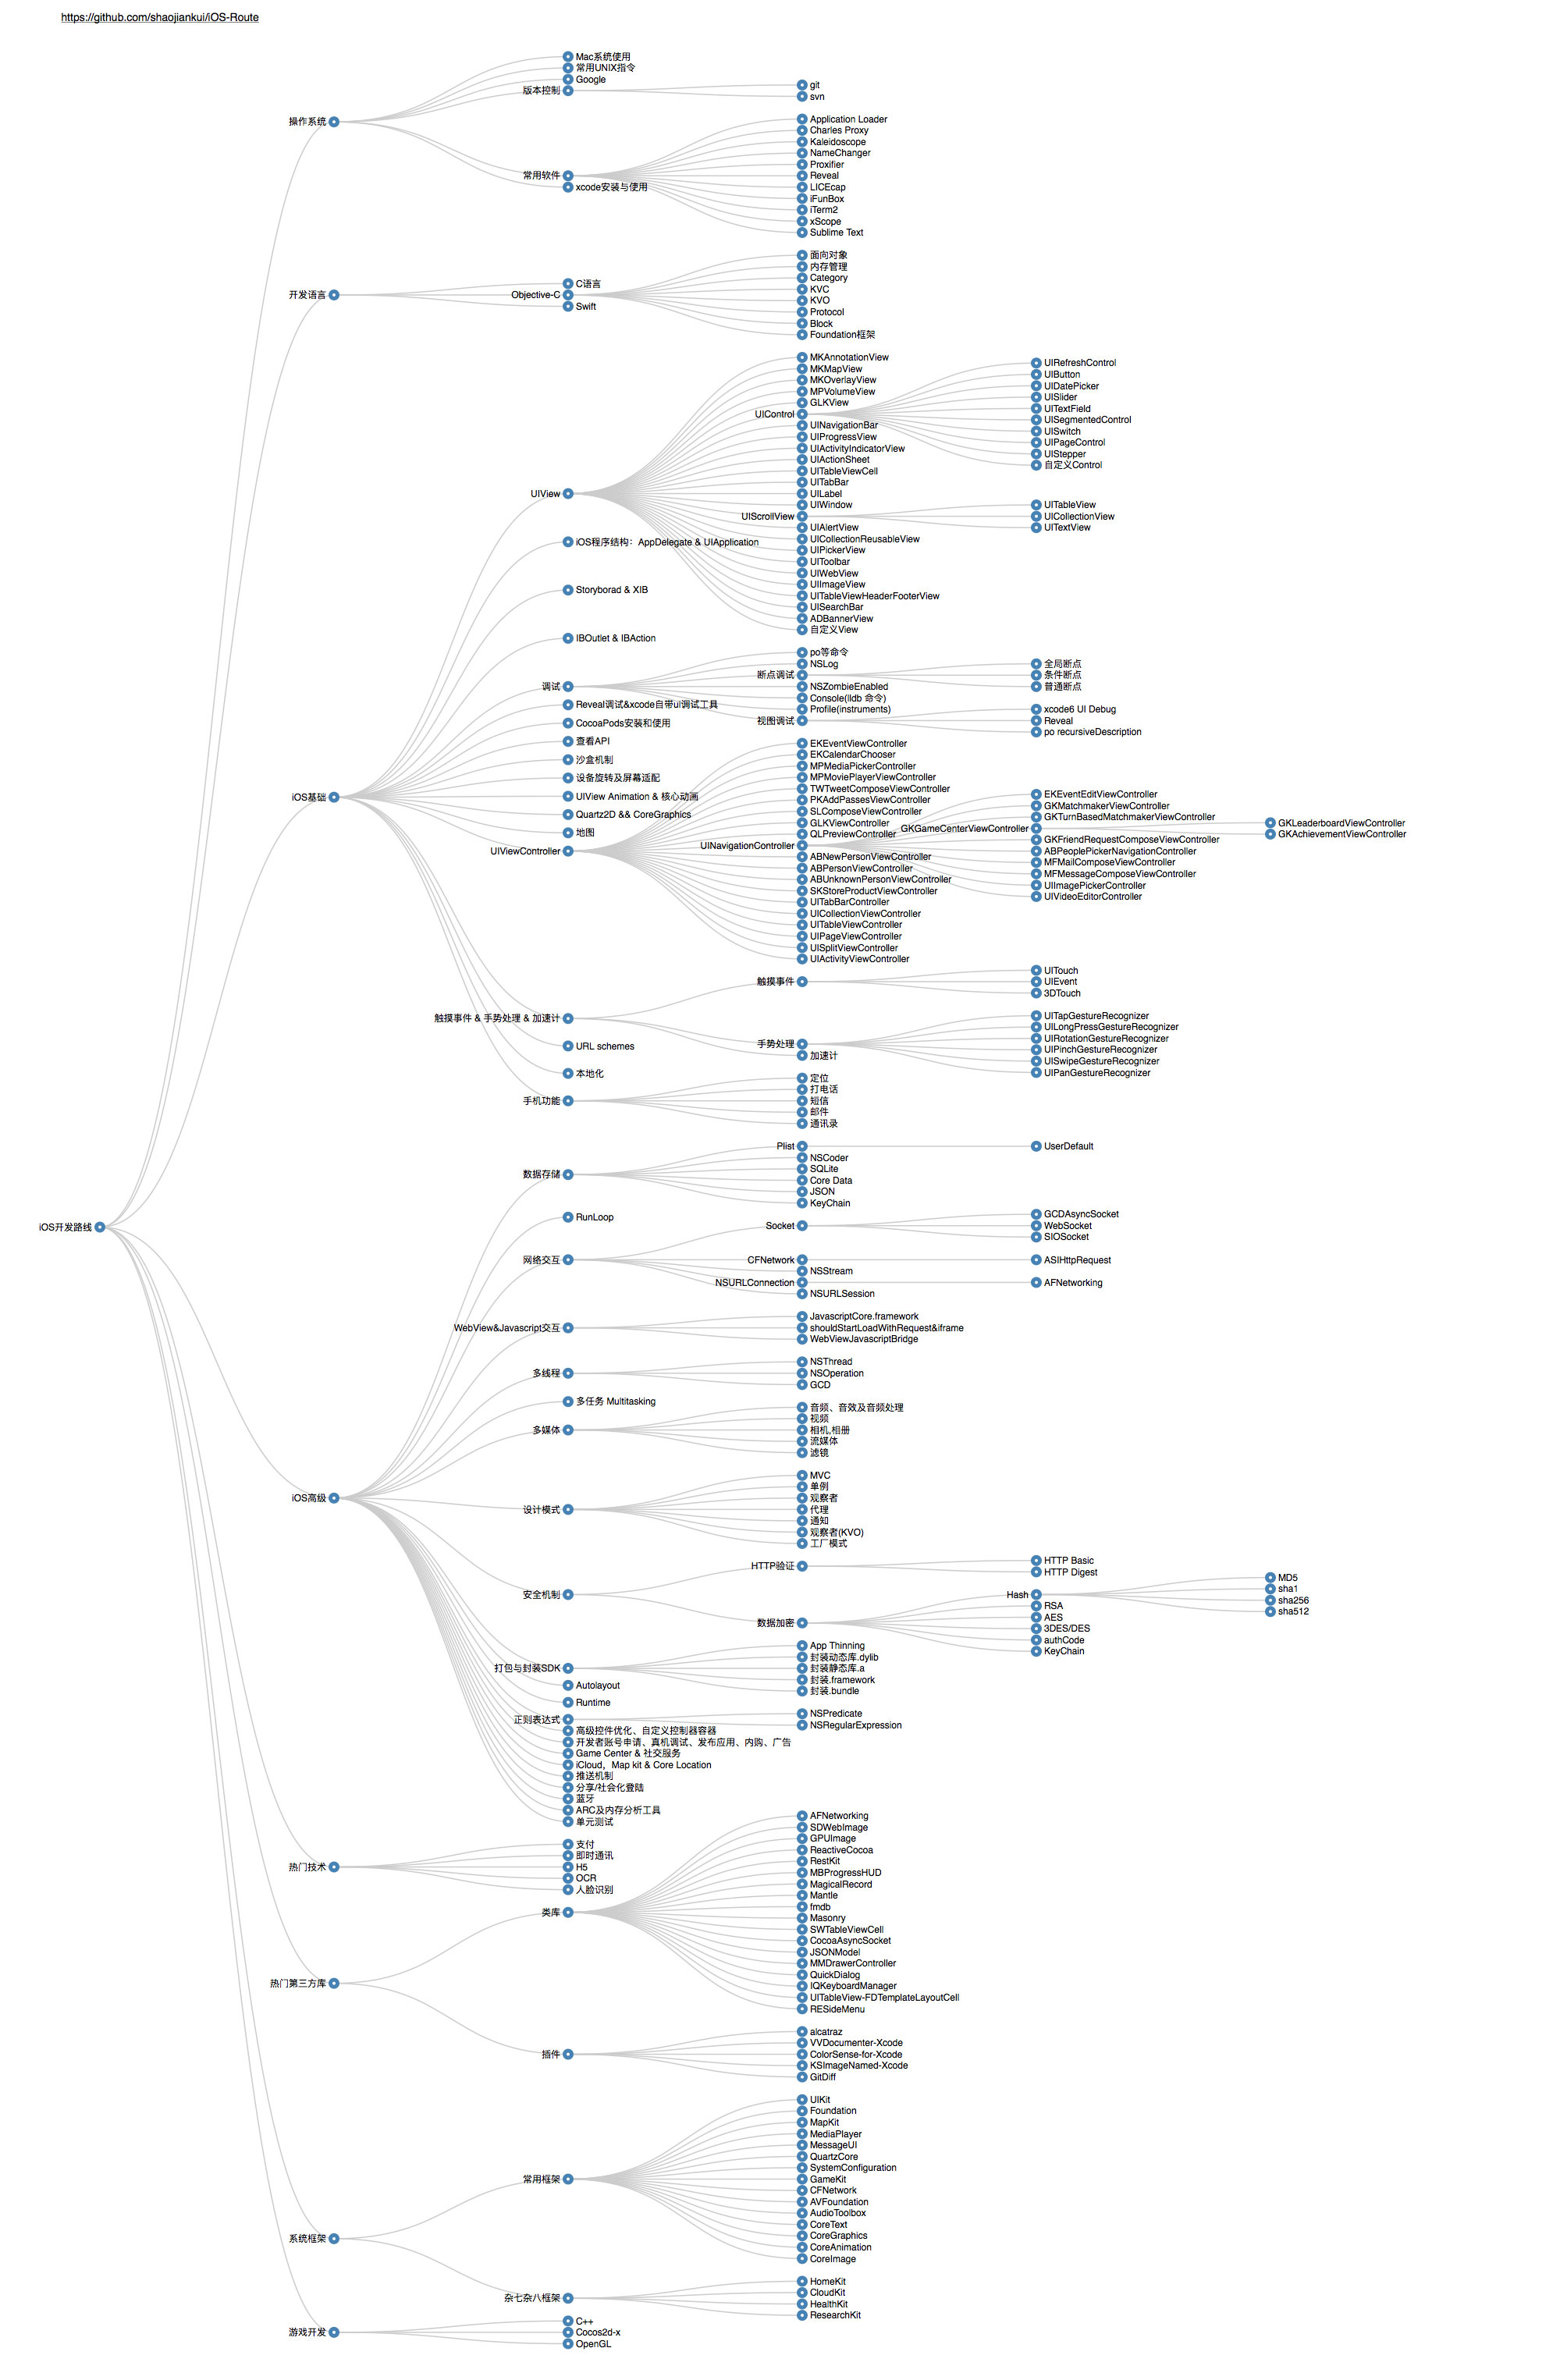 https://github.com/shaojiankui/iOS-Route
iOS开发路线
操作系统
Mac系统使用
常用UNIX指令
Google
版本控制
git
svn
常用软件
Application Loader
Charles Proxy
Kaleidoscope
NameChanger
Proxifier
Reveal
LICEcap
iFunBox
iTerm2
xScope
Sublime Text
xcode安装与使用
开发语言
C语言
Objective-C
面向对象
内存管理
Category
KVC
KVO
Protocol
Block
Foundation框架
Swift
iOS基础
UIView
MKAnnotationView
MKMapView
MKOverlayView
MPVolumeView
GLKView
UIControl
UIRefreshControl
UIButton
UIDatePicker
UISlider
UITextField
UISegmentedControl
UISwitch
UIPageControl
UIStepper
自定义Control
UINavigationBar
UIProgressView
UIActivityIndicatorView
UIActionSheet
UITableViewCell
UITabBar
UILabel
UIWindow
UIScrollView
UITableView
UICollectionView
UITextView
UIAlertView
UICollectionReusableView
UIPickerView
UIToolbar
UIWebView
UIImageView
UITableViewHeaderFooterView
UISearchBar
ADBannerView
自定义View
iOS程序结构：AppDelegate & UIApplication
Storyborad & XIB
IBOutlet & IBAction
调试
po等命令
NSLog
断点调试
全局断点
条件断点
普通断点
NSZombieEnabled
Console(lldb 命令)
Profile(instruments)
视图调试
xcode6 UI Debug
Reveal
po recursiveDescription
Reveal调试&xcode自带ui调试工具
CocoaPods安装和使用
查看API
沙盒机制
设备旋转及屏幕适配
UIView Animation & 核心动画
Quartz2D && CoreGraphics
地图
UIViewController
EKEventViewController
EKCalendarChooser
MPMediaPickerController
MPMoviePlayerViewController
TWTweetComposeViewController
PKAddPassesViewController
SLComposeViewController
GLKViewController
QLPreviewController
UINavigationController
EKEventEditViewController
GKMatchmakerViewController
GKTurnBasedMatchmakerViewController
GKGameCenterViewController
GKLeaderboardViewController
GKAchievementViewController
GKFriendRequestComposeViewController
ABPeoplePickerNavigationController
MFMailComposeViewController
MFMessageComposeViewController
UIImagePickerController
UIVideoEditorController
ABNewPersonViewController
ABPersonViewController
ABUnknownPersonViewController
SKStoreProductViewController
UITabBarController
UICollectionViewController
UITableViewController
UIPageViewController
UISplitViewController
UIActivityViewController
触摸事件 & 手势处理 & 加速计
触摸事件
UITouch
UIEvent
3DTouch
手势处理
UITapGestureRecognizer
UILongPressGestureRecognizer
UIRotationGestureRecognizer
UIPinchGestureRecognizer
UISwipeGestureRecognizer
UIPanGestureRecognizer
加速计
URL schemes
本地化
手机功能
定位
打电话
短信
邮件
通讯录
iOS高级
数据存储
Plist
UserDefault
NSCoder
SQLite
Core Data
JSON
KeyChain
RunLoop
网络交互
Socket
GCDAsyncSocket
WebSocket
SIOSocket
CFNetwork
ASIHttpRequest
NSStream
NSURLConnection
AFNetworking
NSURLSession
WebView&Javascript交互
JavascriptCore.framework
shouldStartLoadWithRequest&iframe
WebViewJavascriptBridge
多线程
NSThread
NSOperation
GCD
多任务 Multitasking
多媒体
音频、音效及音频处理
视频
相机,相册
流媒体
滤镜
设计模式
MVC
单例
观察者
代理
通知
观察者(KVO)
工厂模式
安全机制
HTTP验证
HTTP Basic
HTTP Digest
数据加密
Hash
MD5
sha1
sha256
sha512
RSA
AES
3DES/DES
authCode
KeyChain
打包与封装SDK
App Thinning
封装动态库.dylib
封装静态库.a
封装.framework
封装.bundle
Autolayout
Runtime
正则表达式
NSPredicate
NSRegularExpression
高级控件优化、自定义控制器容器
开发者账号申请、真机调试、发布应用、内购、广告
Game Center & 社交服务
iCloud，Map kit & Core Location
推送机制
分享/社会化登陆
蓝牙
ARC及内存分析工具
单元测试
热门技术
支付
即时通讯
H5
OCR
人脸识别
热门第三方库
类库
AFNetworking
SDWebImage
GPUImage
ReactiveCocoa
RestKit
MBProgressHUD
MagicalRecord
Mantle
fmdb
Masonry
SWTableViewCell
CocoaAsyncSocket
JSONModel
MMDrawerController
QuickDialog
IQKeyboardManager
UITableView-FDTemplateLayoutCell
RESideMenu
插件
alcatraz
VVDocumenter-Xcode
ColorSense-for-Xcode
KSImageNamed-Xcode
GitDiff
系统框架
常用框架
UIKit
Foundation
MapKit
MediaPlayer
MessageUI
QuartzCore
SystemConfiguration
GameKit
CFNetwork
AVFoundation
AudioToolbox
CoreText
CoreGraphics
CoreAnimation
CoreImage
杂七杂八框架
HomeKit
CloudKit
HealthKit
ResearchKit
游戏开发
C++
Cocos2d-x
OpenGL